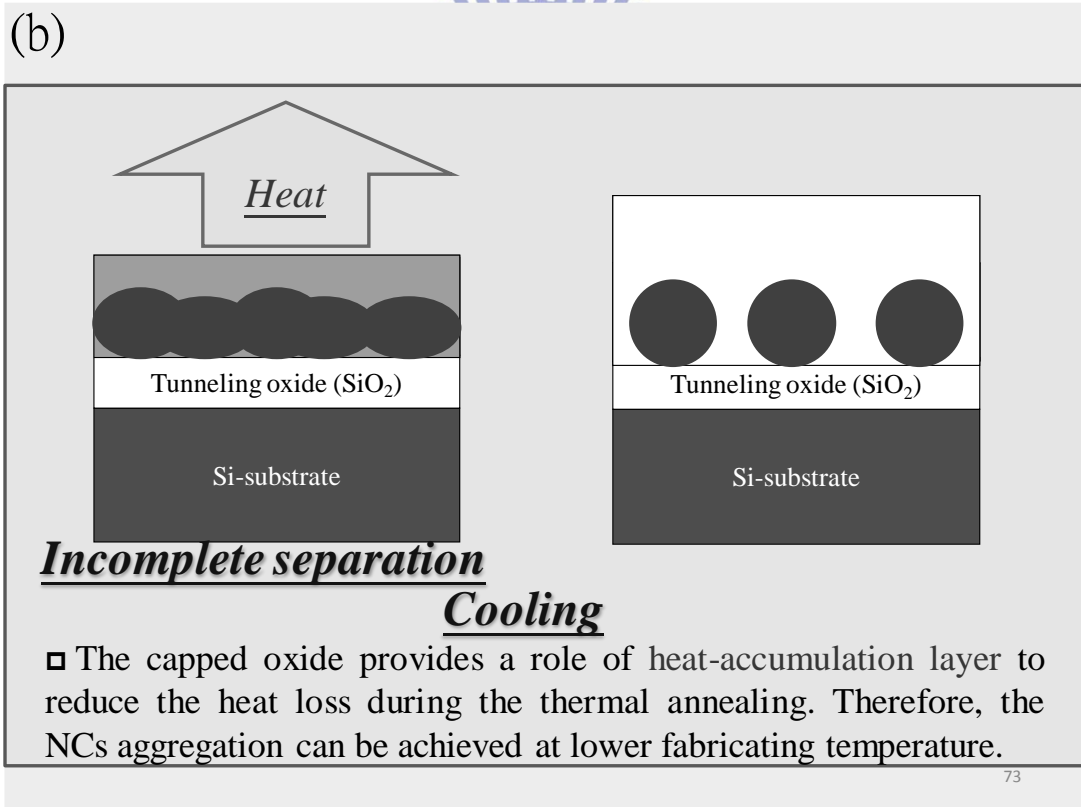 (b)
Heat
Tunneling oxide (SiO₂)
Si-substrate
Tunneling oxide (SiO₂)
Si-substrate
Incomplete separation
Cooling
The capped oxide provides a role of heat-accumulation layer to
reduce the heat loss during the thermal annealing. Therefore, the
NCs aggregation can be achieved at lower fabricating temperature.
73